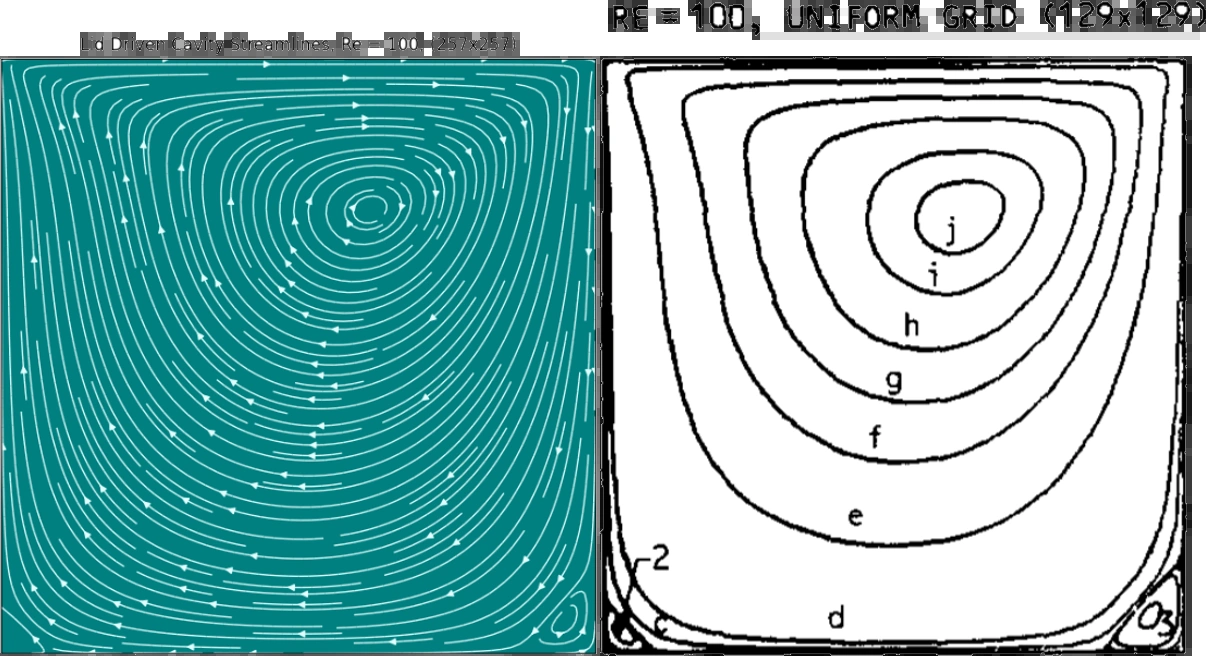 RE = 100, UNIFORM GRID (129x129)
Lid Driven Cavity Streamlines, Re = 100 (257x257)
j
i
h
g
f
e
2
d
c
3